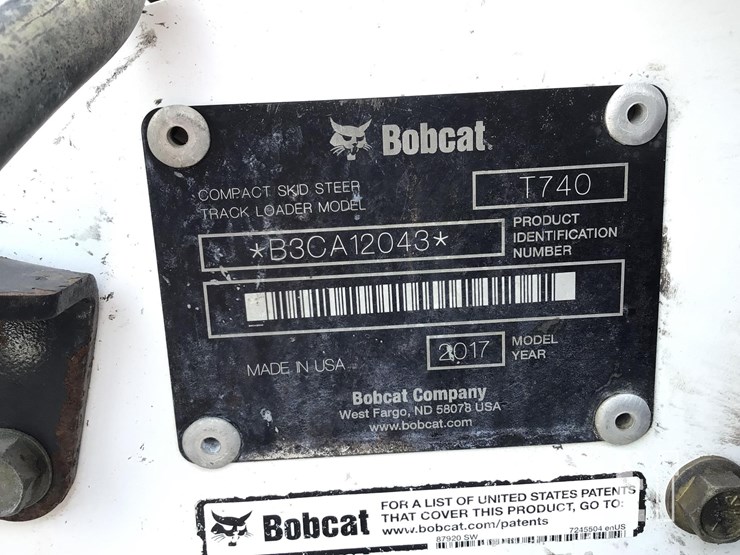 Bobcat
COMPACT SKID STEER
TRACK LOADER MODEL
T740
*B3CA12043*
PRODUCT
IDENTIFICATION
NUMBER
MADE IN USA
2017
MODEL
YEAR
Bobcat Company
West Fargo, ND 58078 USA
www.bobcat.com
Bobcat
FOR A LIST OF UNITED STATES PATENTS
THAT COVER THIS PRODUCT, GO TO:
www.bobcat.com/patents
87920 SW
7245504 enUS